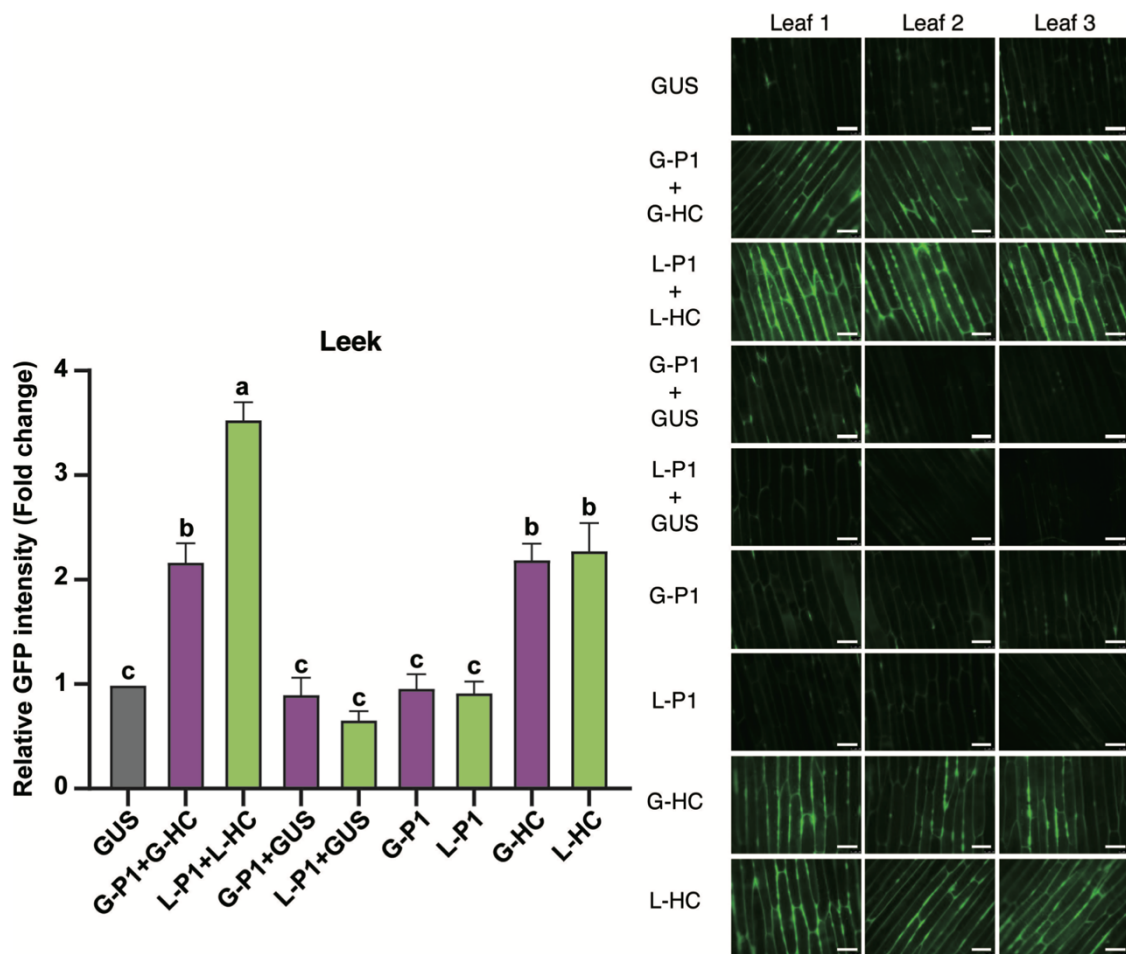 Leek
Relative GFP intensity (Fold change)
4
3
2
1
0
c
b
a
c
c
c
c
b
b
GUS
G-P1+G-HC
L-P1+L-HC
G-P1+GUS
L-P1+GUS
G-P1
L-P1
G-HC
L-HC
Leaf 1 Leaf 2 Leaf 3
GUS
G-P1
+
G-HC
L-P1
+
L-HC
G-P1
+
GUS
L-P1
+
GUS
G-P1
L-P1
G-HC
L-HC